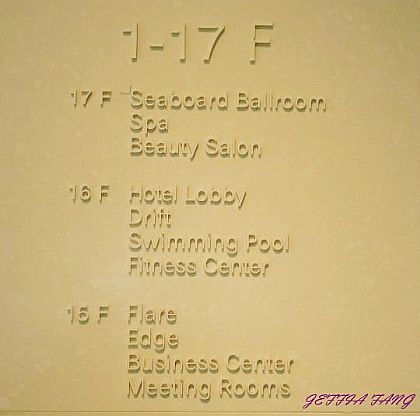 1-17 F
17 F Seaboard Ballroom
Spa
Beauty Salon
16 F Hotel Lobby
Drift
Swimming Pool
Fitness Center
15 F Flare
Edge
Business Center
Meeting Rooms
JETTIA FANG